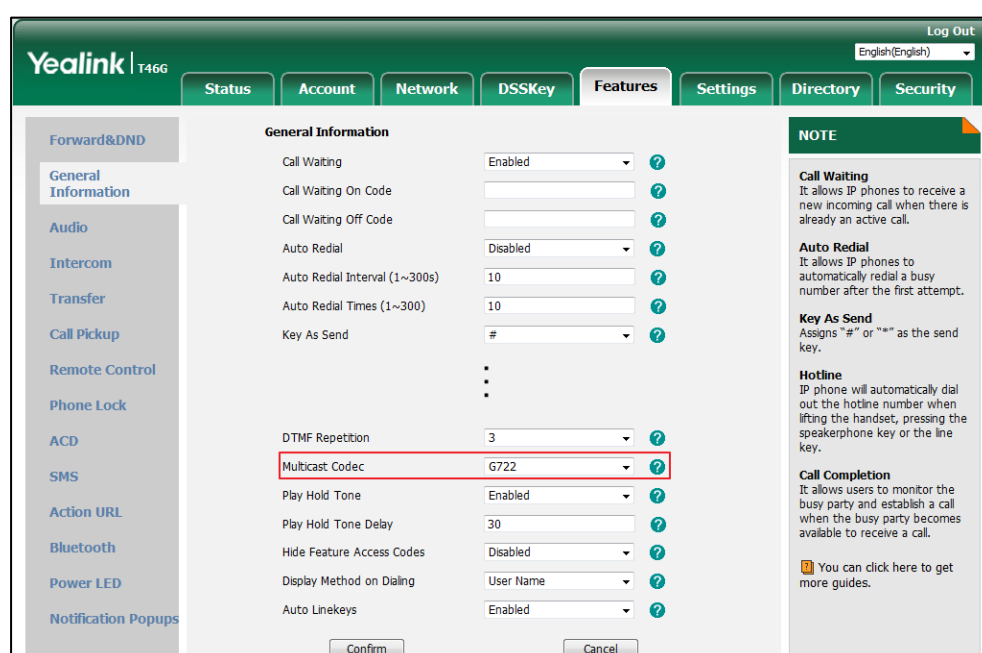 Log Out
Yealink | T46G
English(English)
Status Account Network DSSKey Features Settings Directory Security
Forward&DND
General
Information
Audio
Intercom
Transfer
Call Pickup
Remote Control
Phone Lock
ACD
SMS
Action URL
Bluetooth
Power LED
Notification Popups
General Information
Call Waiting Enabled ?
Call Waiting On Code ?
Call Waiting Off Code ?
Auto Redial Disabled ?
Auto Redial Interval (1~300s) 10 ?
Auto Redial Times (1~300) 10 ?
Key As Send # ?
DTMF Repetition 3 ?
Multicast Codec G722 ?
Play Hold Tone Enabled ?
Play Hold Tone Delay 30 ?
Hide Feature Access Codes Disabled ?
Display Method on Dialing User Name ?
Auto Linekeys Enabled ?
Confirm Cancel
NOTE
Call Waiting
It allows IP phones to receive a
new incoming call when there is
already an active call.
Auto Redial
It allows IP phones to
automatically redial a busy
number after the first attempt.
Key As Send
Assigns "#" or "*" as the send
key.
Hotline
IP phone will automatically dial
out the hotline number when
lifting the handset, pressing the
speakerphone key or the line
key.
Call Completion
It allows users to monitor the
busy party and establish a call
when the busy party becomes
available to receive a call.
? You can click here to get
more guides.